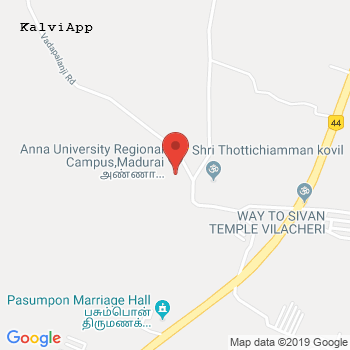 KalviApp
Vadapalanji Rd
44
Anna University Regional
Campus,Madurai
அண்ணா...
Shri Thottichiamman kovil
WAY TO SIVAN
TEMPLE VILACHERI
Pasumpon Marriage Hall
பசும்பொன்
திருமணக்...
Google
Map data ©2019 Google